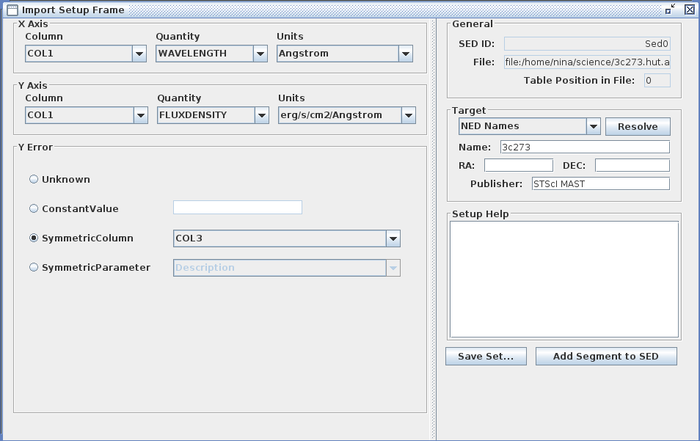 Import Setup Frame
X Axis
Column Quantity Units
COL1 WAVELENGTH Angstrom
Y Axis
Column Quantity Units
COL1 FLUXDENSITY erg/s/cm2/Angstrom
Y Error
Unknown
ConstantValue
SymmetricColumn COL3
SymmetricParameter Description
General
SED ID: Sed0
File: file:/home/nina/science/3c273.hut.a
Table Position in File: 0
Target
NED Names Resolve
Name: 3c273
RA: DEC:
Publisher: STScI MAST
Setup Help
Save Set... Add Segment to SED